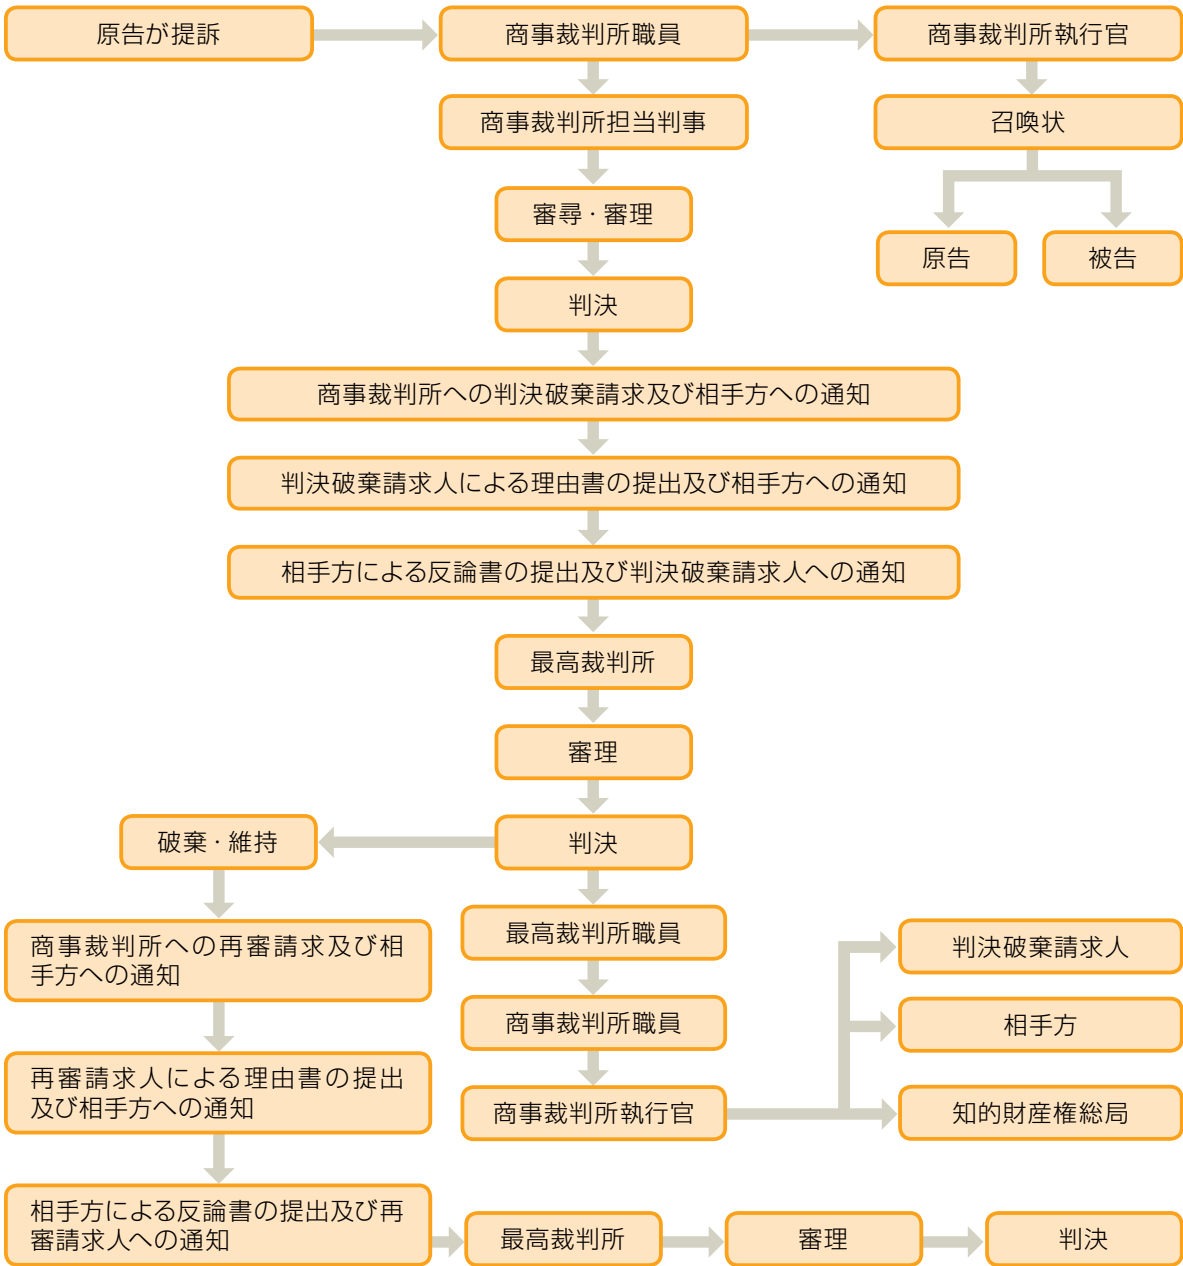 原告が提訴
商事裁判所職員
商事裁判所執行官
商事裁判所担当判事
召喚状
審尋・審理
原告
被告
判決
商事裁判所への判決破棄請求及び相手方への通知
判決破棄請求人による理由書の提出及び相手方への通知
相手方による反論書の提出及び判決破棄請求人への通知
最高裁判所
審理
破棄・維持
判決
商事裁判所への再審請求及び相
手方への通知
最高裁判所職員
判決破棄請求人
商事裁判所職員
相手方
再審請求人による理由書の提出
及び相手方への通知
商事裁判所執行官
知的財産権総局
相手方による反論書の提出及び再
審請求人への通知
最高裁判所
審理
判決